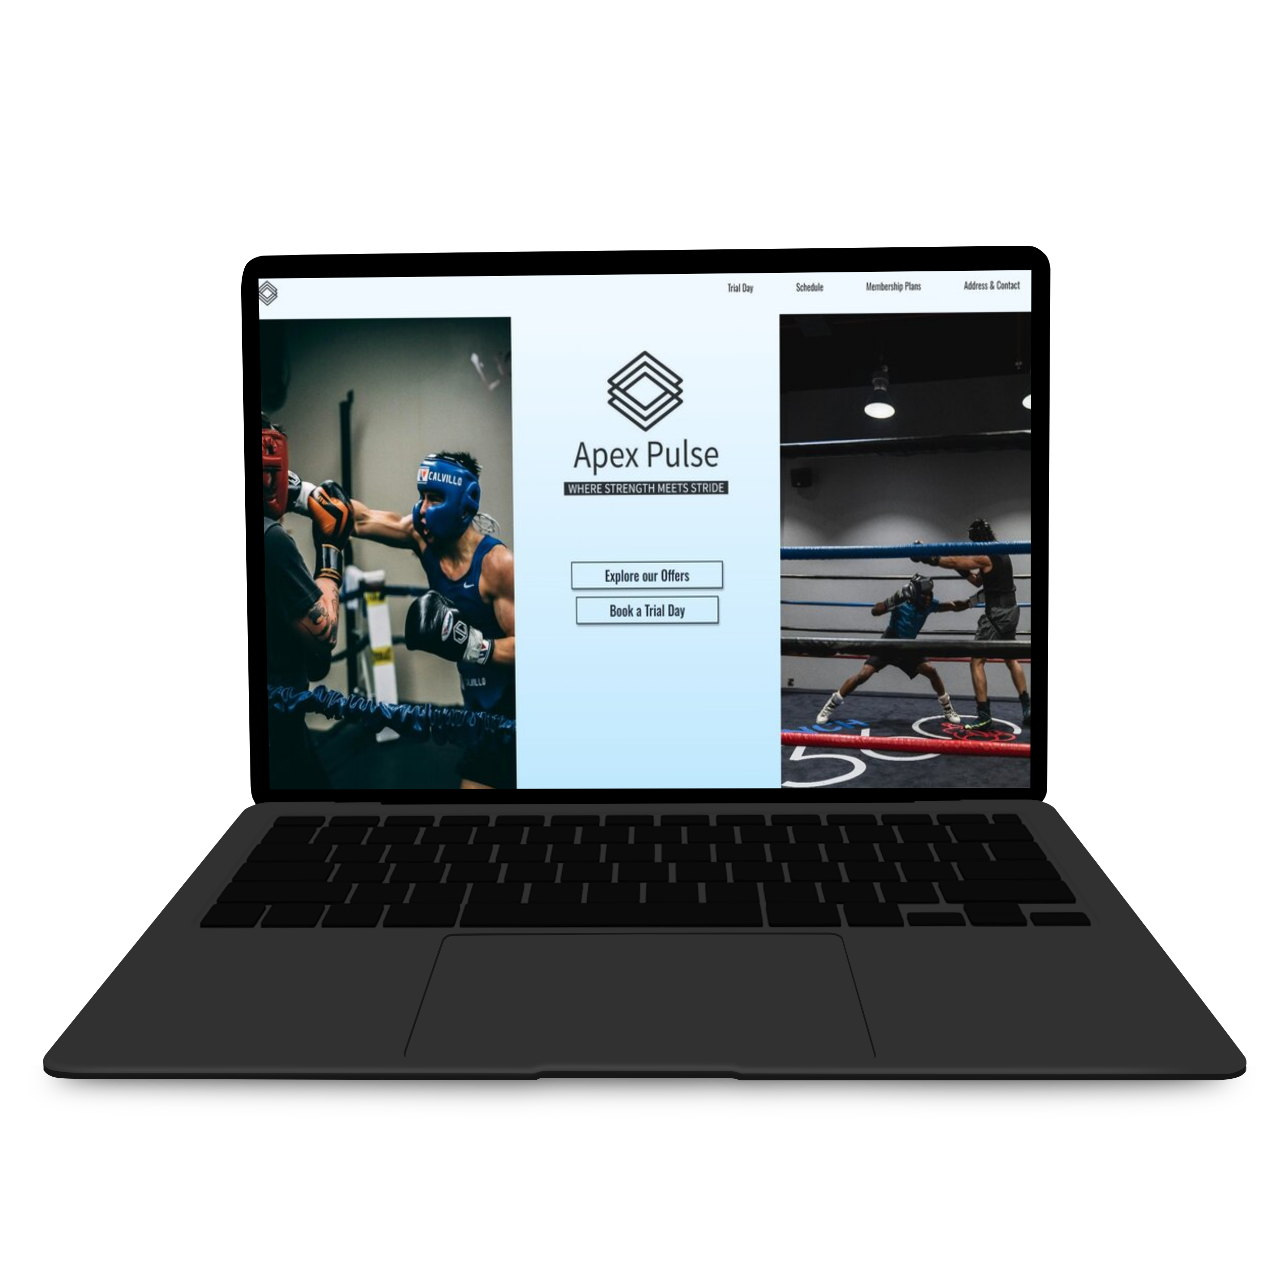 Trial Day
Schedule
Membership Plans
Address & Contact
Apex Pulse
WHERE STRENGTH MEETS STRIDE
Explore our Offers
Book a Trial Day
CALVILLO